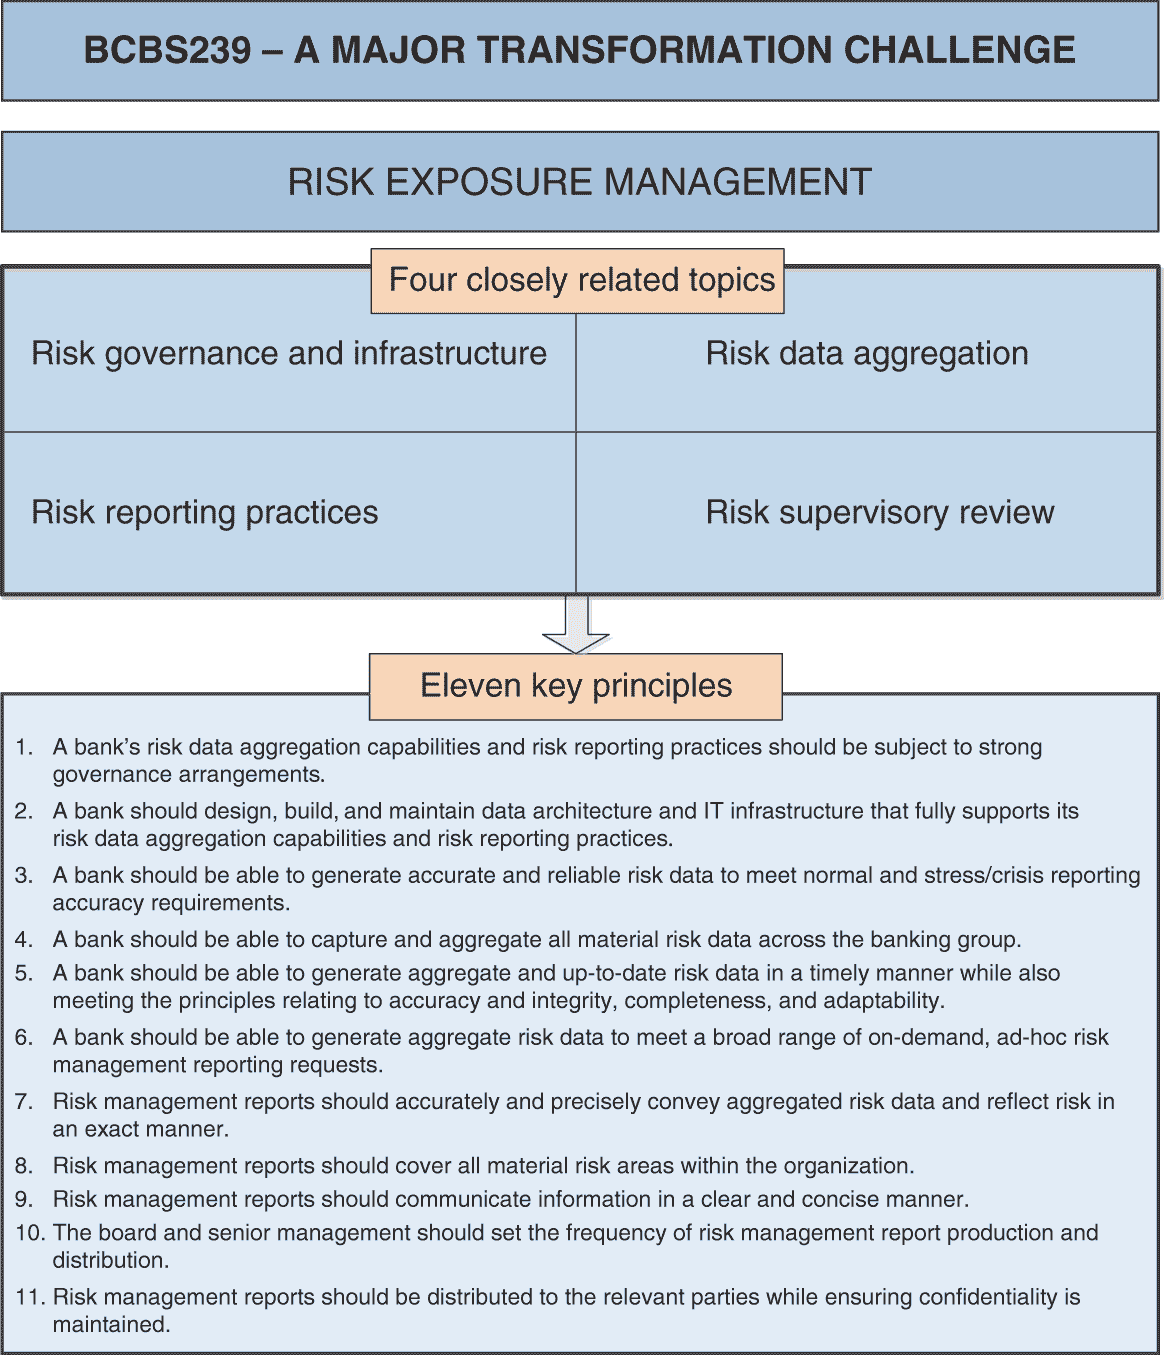 BCBS239 – A MAJOR TRANSFORMATION CHALLENGE
RISK EXPOSURE MANAGEMENT
Four closely related topics
Risk governance and infrastructure
Risk data aggregation
Risk reporting practices
Risk supervisory review
Eleven key principles
1. A bank’s risk data aggregation capabilities and risk reporting practices should be subject to strong
governance arrangements.
2. A bank should design, build, and maintain data architecture and IT infrastructure that fully supports its
risk data aggregation capabilities and risk reporting practices.
3. A bank should be able to generate accurate and reliable risk data to meet normal and stress/crisis reporting
accuracy requirements.
4. A bank should be able to capture and aggregate all material risk data across the banking group.
5. A bank should be able to generate aggregate and up-to-date risk data in a timely manner while also
meeting the principles relating to accuracy and integrity, completeness, and adaptability.
6. A bank should be able to generate aggregate risk data to meet a broad range of on-demand, ad-hoc risk
management reporting requests.
7. Risk management reports should accurately and precisely convey aggregated risk data and reflect risk in
an exact manner.
8. Risk management reports should cover all material risk areas within the organization.
9. Risk management reports should communicate information in a clear and concise manner.
10. The board and senior management should set the frequency of risk management report production and
distribution.
11. Risk management reports should be distributed to the relevant parties while ensuring confidentiality is
maintained.